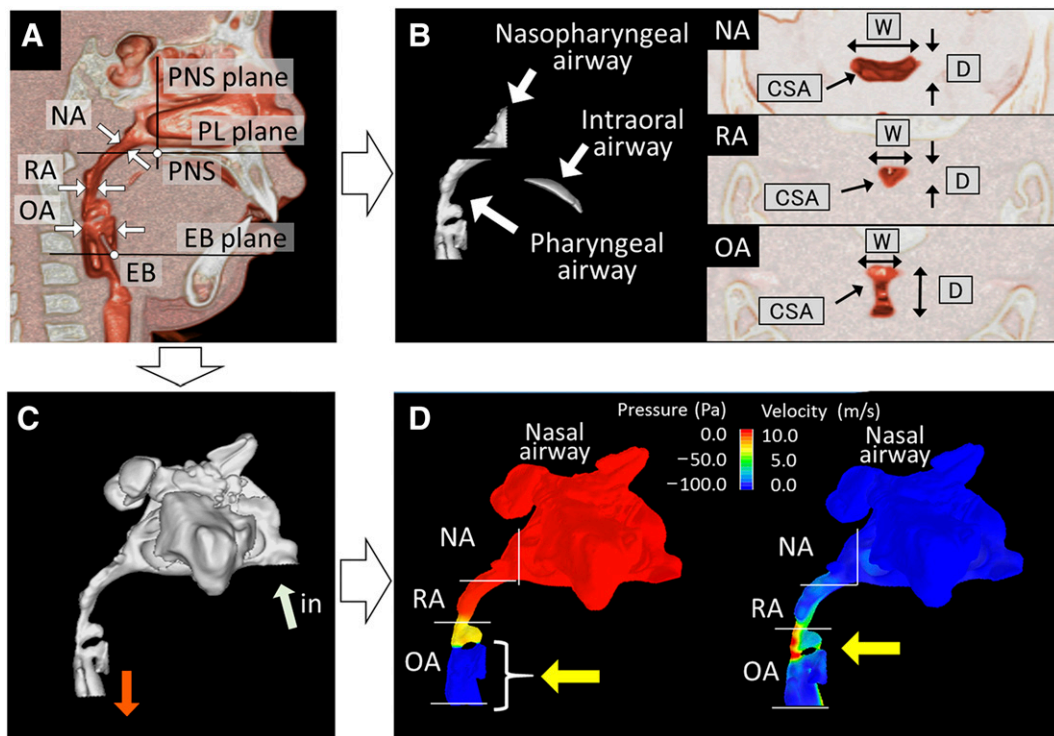 A
PNS plane
NA
PL plane
RA
PNS
OA
EB plane
EB
B
Nasopharyngeal
airway
Intraoral
airway
Pharyngeal
airway
NA
W
D
CSA
RA
W
D
CSA
OA
W
D
CSA
C
in
D
Pressure (Pa)
Velocity (m/s)
Nasal
airway
0.0
10.0
Nasal
airway
−50.0
5.0
−100.0
0.0
NA
RA
OA
NA
RA
OA